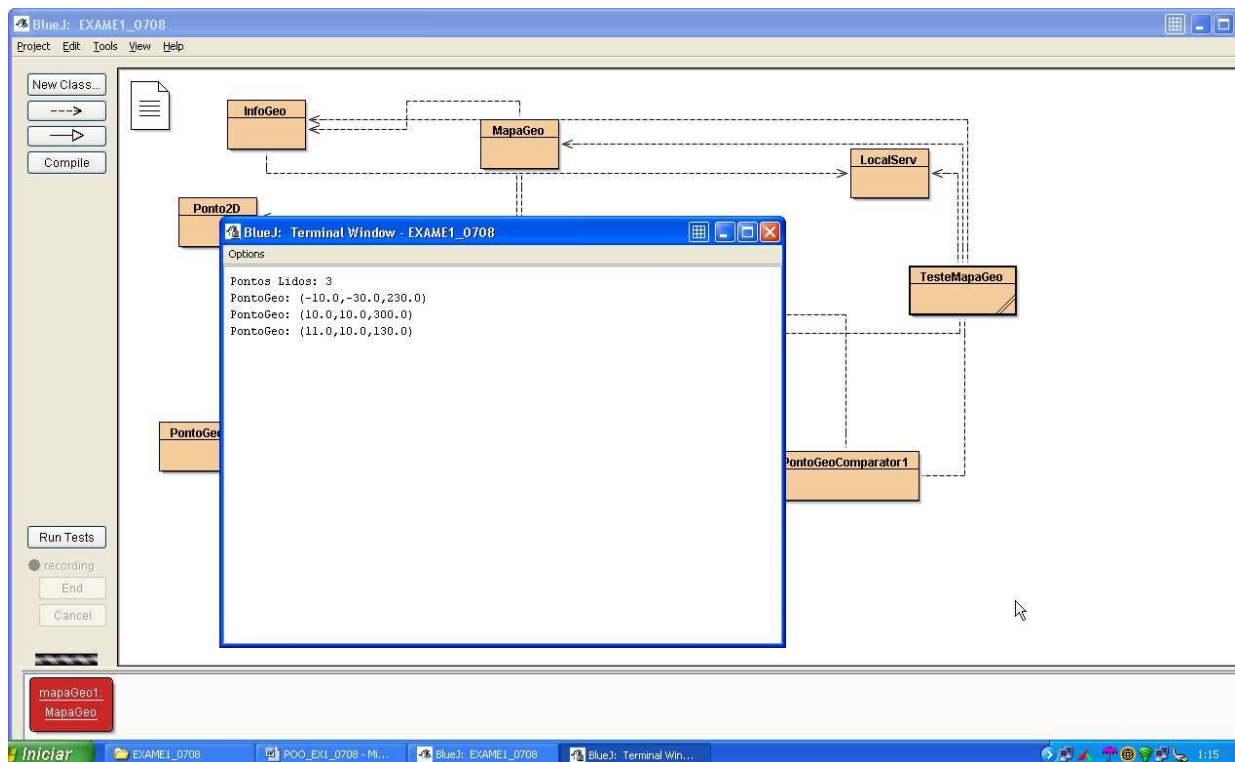 BlueJ: EXAME1_0708
Project Edit Tools View Help
New Class...
Compile
InfoGeo
MapaGeo
LocalServ
Ponto2D
BlueJ: Terminal Window - EXAME1_0708
Options
Pontos Lidos: 3
PontoGeo: (-10.0,-30.0,230.0)
PontoGeo: (10.0,10.0,300.0)
PontoGeo: (11.0,10.0,130.0)
TesteMapaGeo
PontoGeo
PontoGeoComparator1
Run Tests
recording
End
Cancel
mapaGeo1:
MapaGeo
Iniciar EXAME1_0708 POO_EX1_0708 - Mi... BlueJ: EXAME1_0708 BlueJ: Terminal Win... 1:15